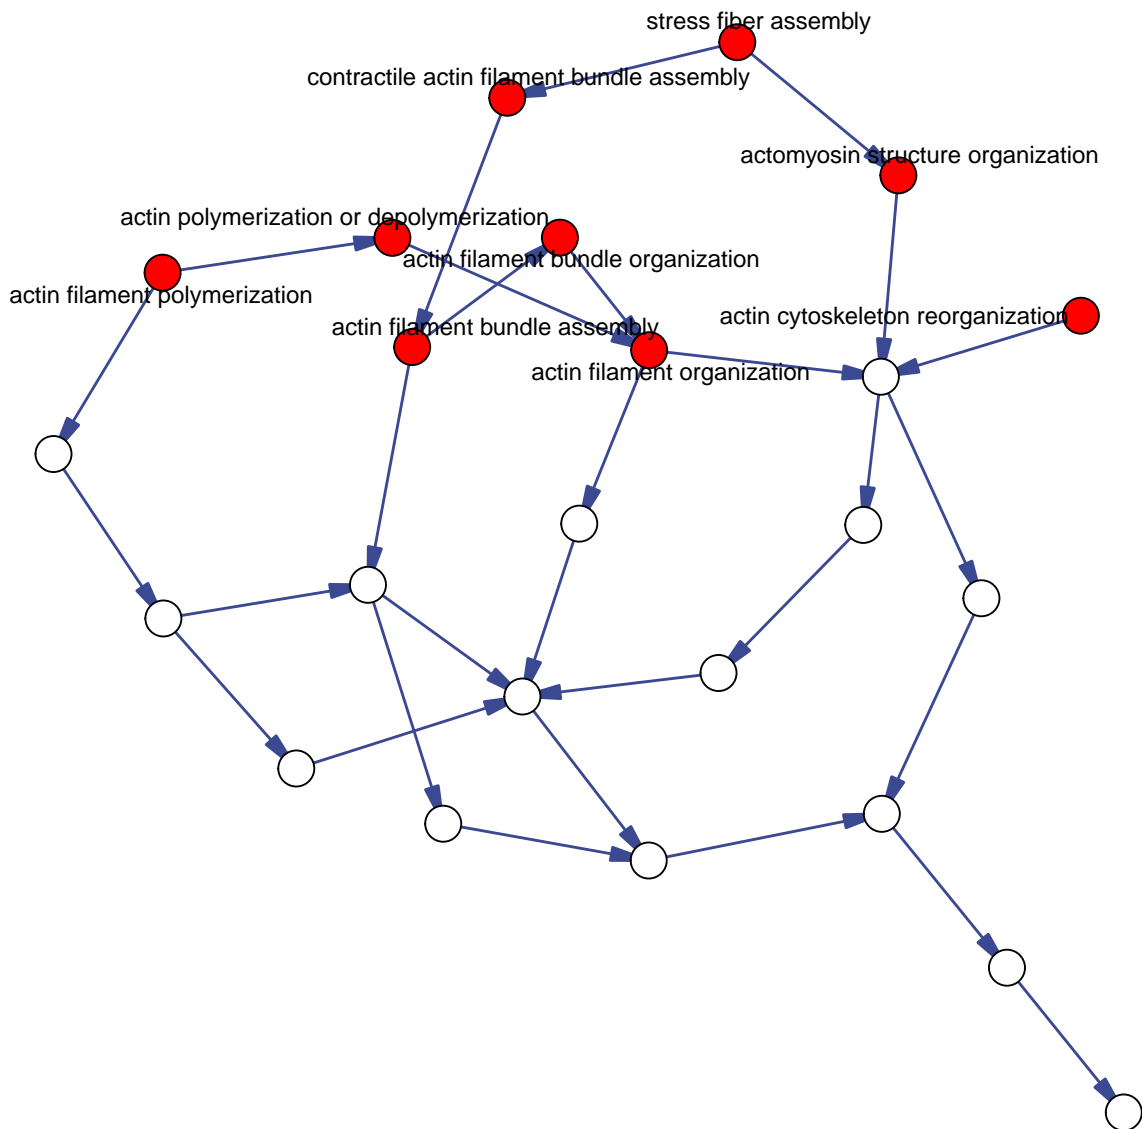 stress fiber assembly
contractile actin filament bundle assembly
actomyosin structure organization
actin polymerization or depolymerization
actin filament bundle organization
actin filament polymerization
actin cytoskeleton reorganization
actin filament bundle assembly
actin filament organization